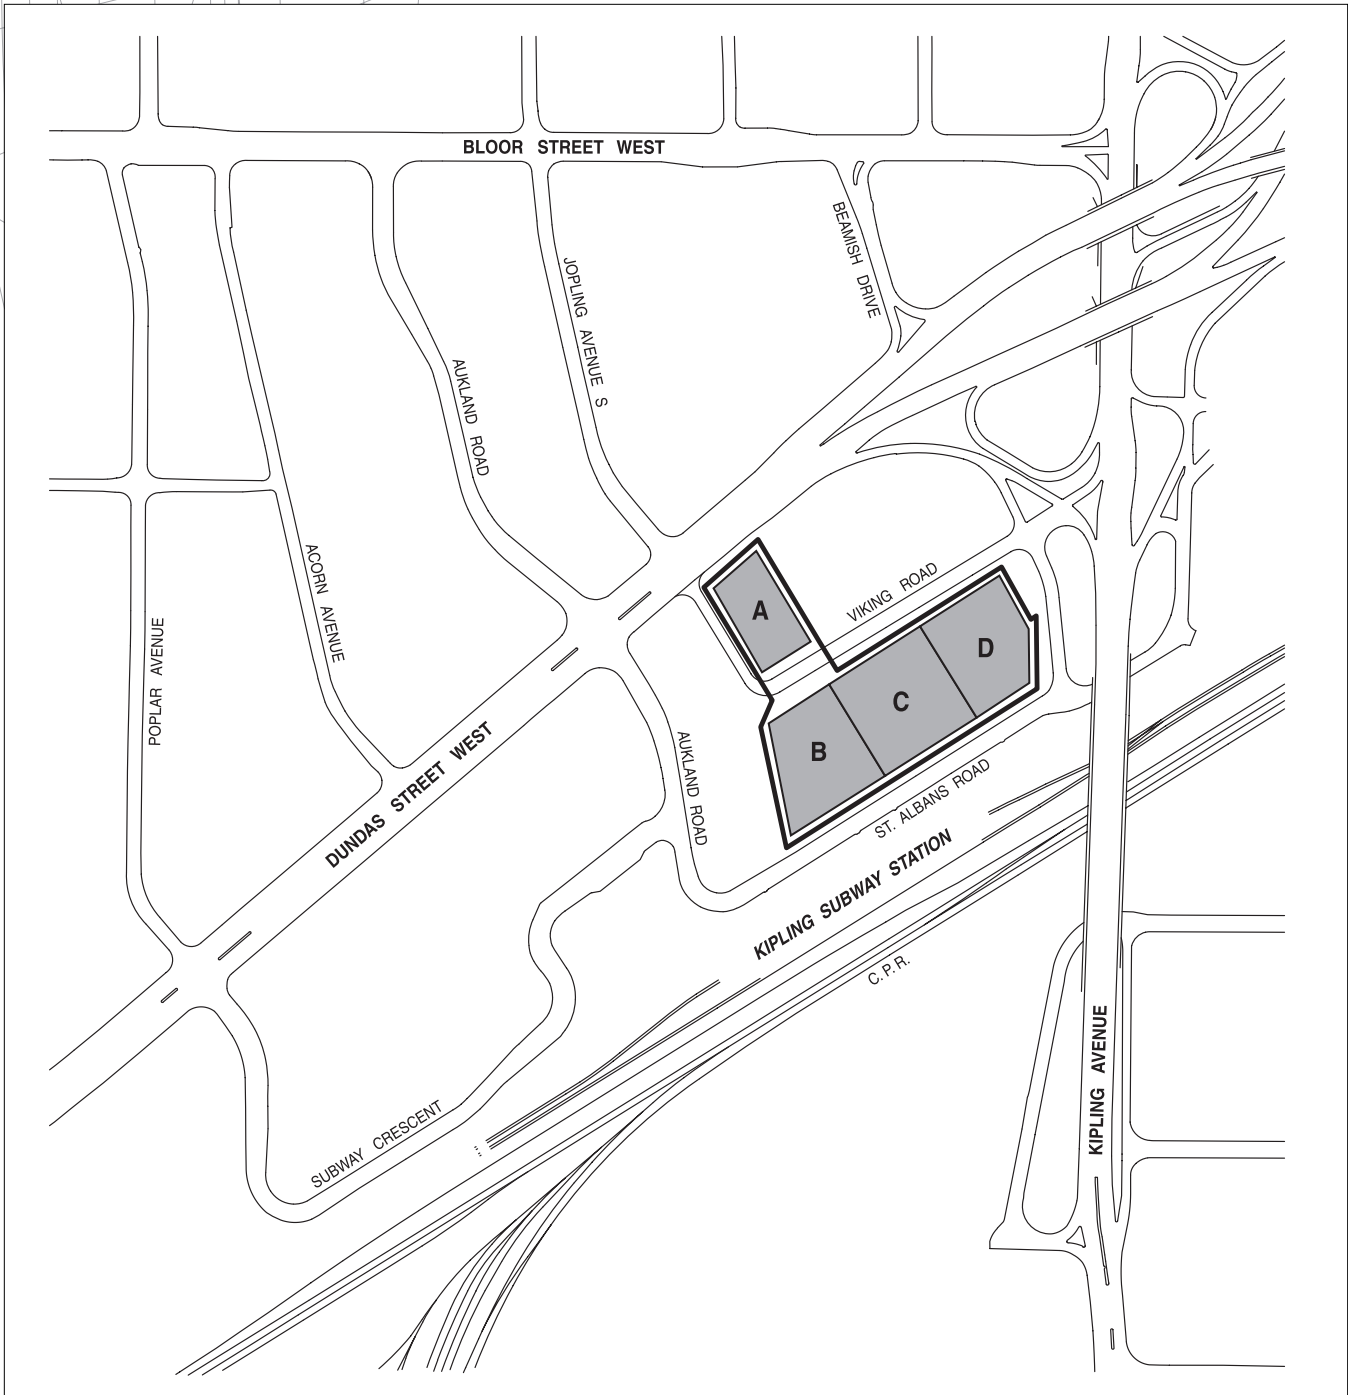 BLOOR STREET WEST
BEAMISH DRIVE
JOPLING AVENUE S
AUKLAND ROAD
ACORN AVENUE
VIKING ROAD
A
POPLAR AVENUE
D
C
B
DUNDAS STREET WEST
AUKLAND ROAD
ST. ALBANS ROAD
KIPLING SUBWAY STATION
C.P.R.
KIPLING AVENUE
SUBWAY CRESCENT